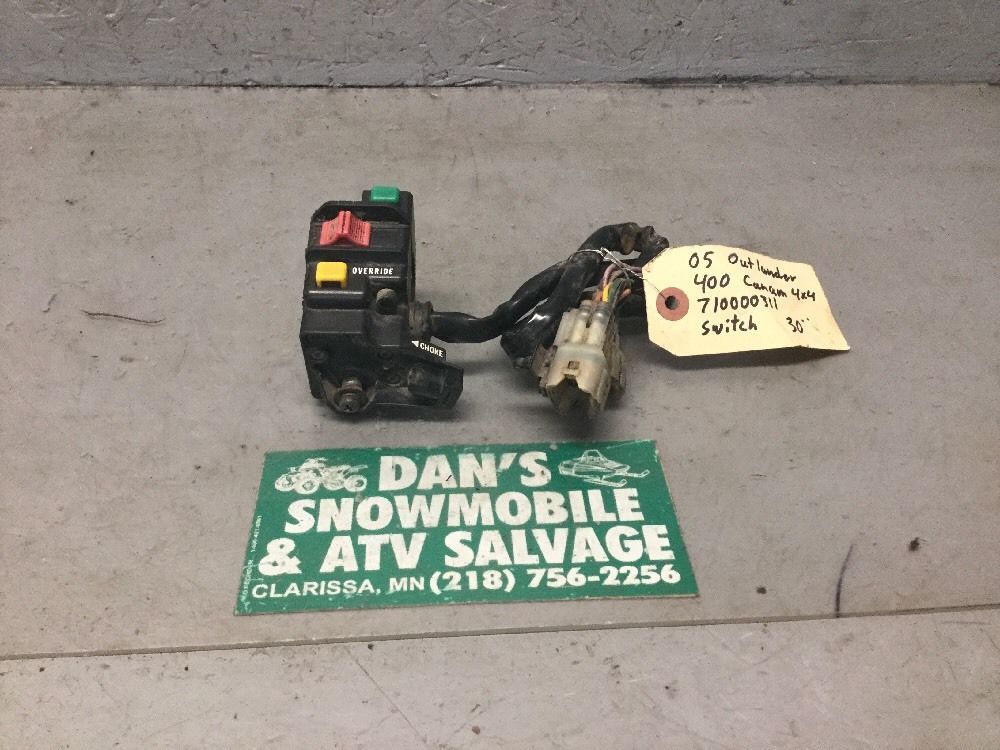 OVERRIDE
CHOKE
05 Outlander
400 Canam 4x4
710000311
Switch 30"
DAN'S
SNOWMOBILE
& ATV SALVAGE
CLARISSA, MN (218) 756-2256